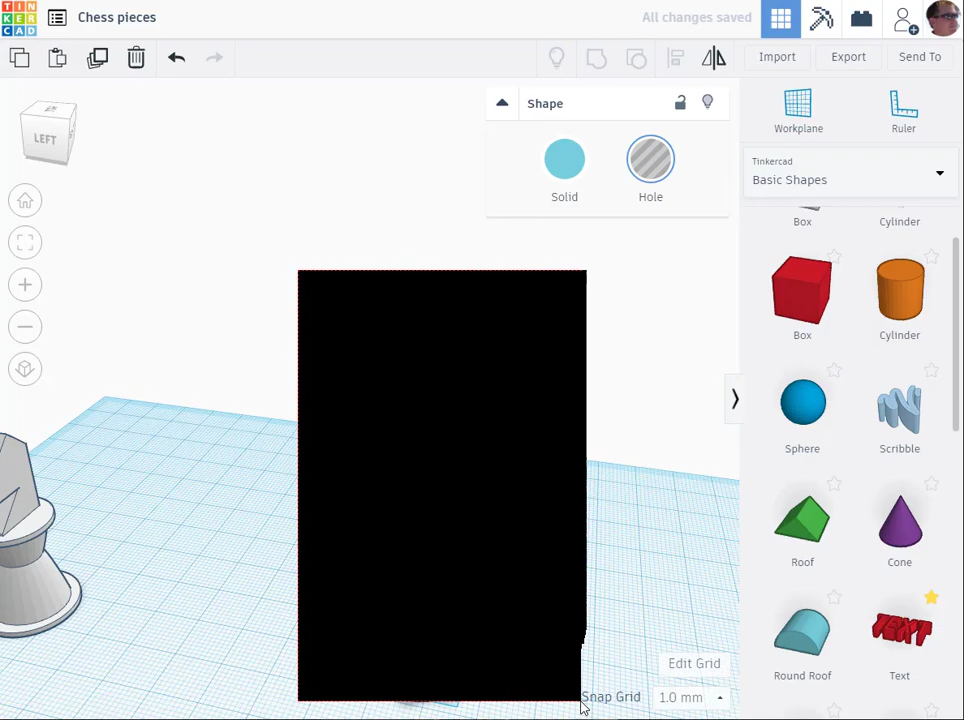 TIN
KER
CAD
Chess pieces
All changes saved
Import
Export
Send To
Shape
Solid
Hole
LEFT
Workplane
Ruler
Tinkercad
Basic Shapes
Box
Cylinder
Box
Cylinder
Sphere
Scribble
Roof
Cone
TEXT
Round Roof
Text
Edit Grid
Snap Grid
1.0 mm